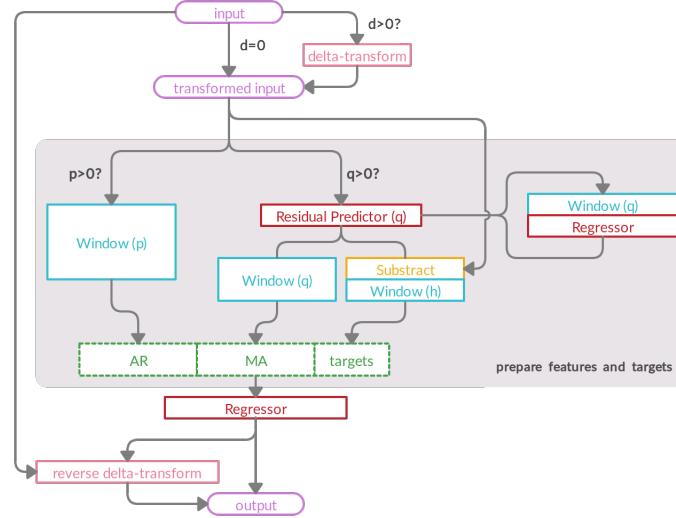 input
d>0?
d=0
delta-transform
transformed input
p>0?
q>0?
Window (p)
Residual Predictor (q)
Window (q)
Regressor
Window (q)
Substract
Window (h)
AR
MA
targets
prepare features and targets
Regressor
reverse delta-transform
output